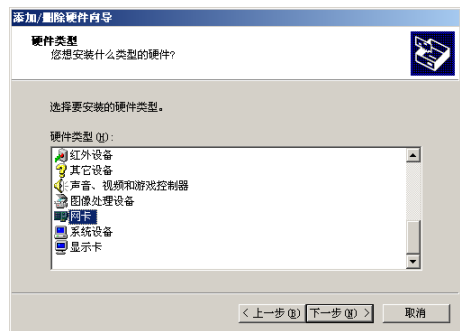 添加/删除硬件向导
硬件类型
您想安装什么类型的硬件?
选择要安装的硬件类型。
硬件类型(H):
红外设备
其它设备
声音、视频和游戏控制器
图像处理设备
网卡
系统设备
显示卡
< 上一步(B)
下一步(N) >
取消